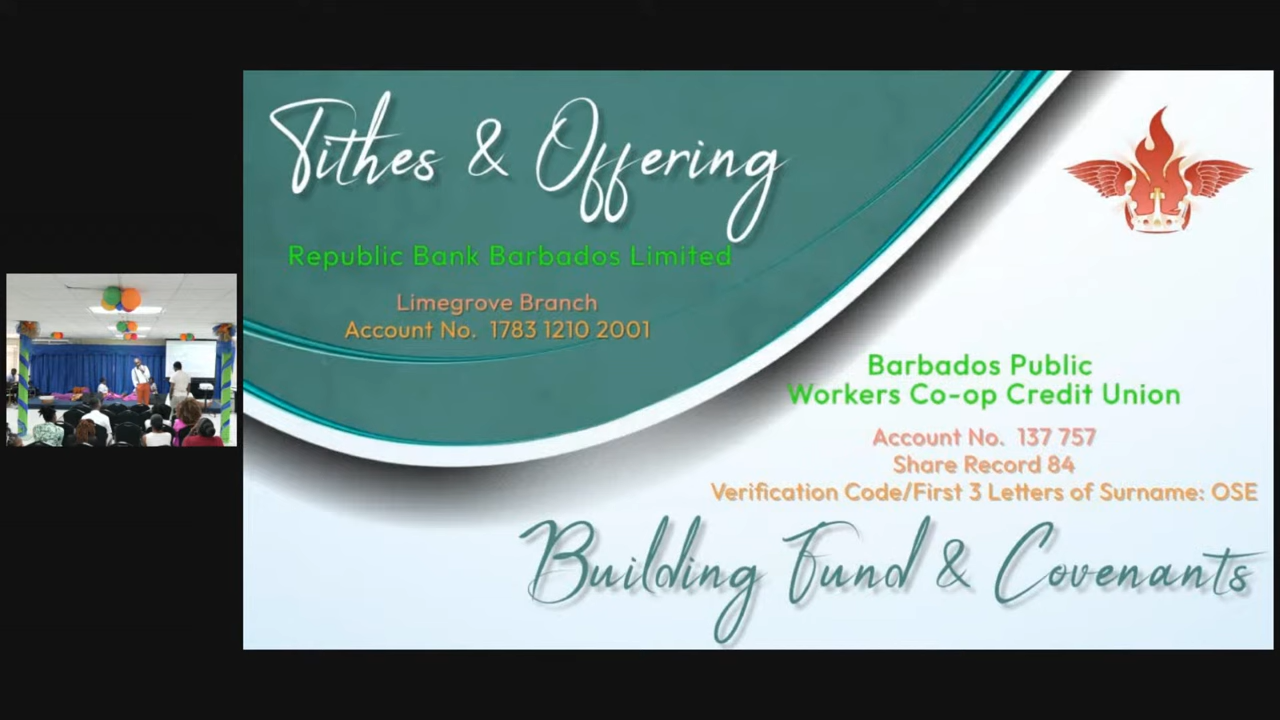 Tithes & Offering
Republic Bank Barbados Limited
Limegrove Branch
Account No. 1783 1210 2001
Barbados Public
Workers Co-op Credit Union
Account No. 137 757
Share Record 84
Verification Code/First 3 Letters of Surname: OSE
Building Fund & Covenants